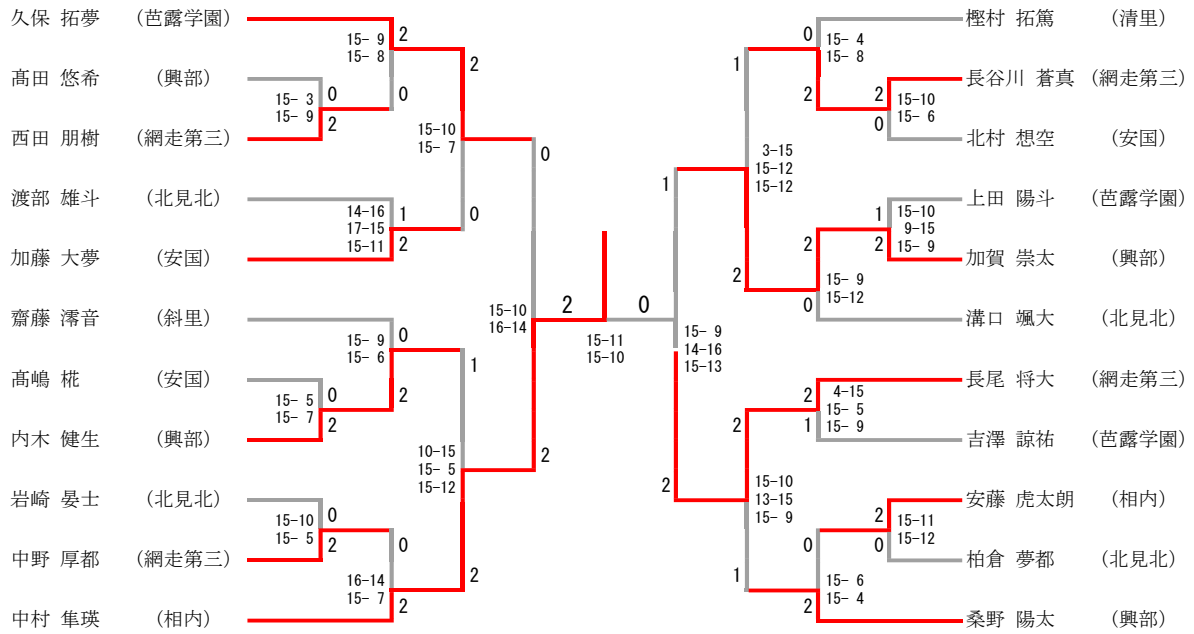 久保 拓夢 (芭露学園)
髙田 悠希 (興部)
西田 朋樹 (網走第三)
渡部 雄斗 (北見北)
加藤 大夢 (安国)
齋藤 澪音 (斜里)
髙嶋 椛 (安国)
内木 健生 (興部)
岩崎 晏士 (北見北)
中野 厚都 (網走第三)
中村 隼瑛 (相内)
15- 9 2
15- 8
15- 3 0 0
15- 9 2
14-16 1
17-15
15-11 2
15- 9 0
15- 6
15- 5 0 2
15- 7 2
15-10 0
15- 5 2 0
16-14
15- 7 2
2
15-10
15- 7
0
1
10-15
15- 5
15-12
2
0
15-10
16-14
2
2 0
15-11
15-10
1
15- 9
14-16
15-13
2
1
3-15
15-12
15-12
2
2
15-10
13-15
15- 9
1
0 15- 4
15- 8
2 2 15-10
0 15- 6
1 15-10
9-15
2 2 15- 9
15- 9
0 15-12
2 4-15
15- 5
1 15- 9
2 15-11
0 0 15-12
15- 6
2 15- 4
樫村 拓篤 (清里)
長谷川 蒼真 (網走第三)
北村 想空 (安国)
上田 陽斗 (芭露学園)
加賀 崇太 (興部)
溝口 颯大 (北見北)
長尾 将大 (網走第三)
吉澤 諒祐 (芭露学園)
安藤 虎太朗 (相内)
柏倉 夢都 (北見北)
桑野 陽太 (興部)